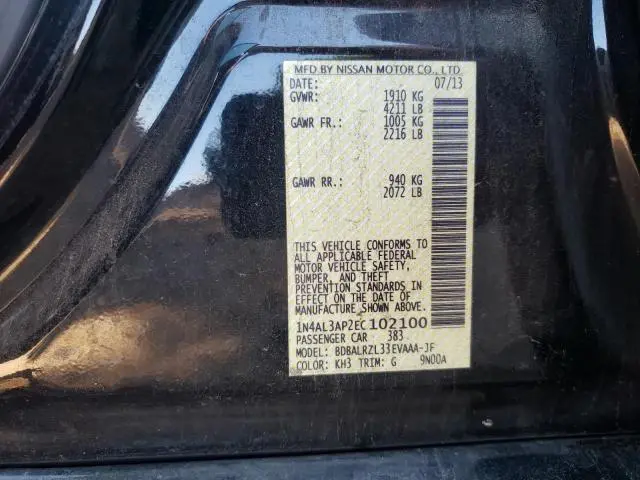 MFD BY NISSAN MOTOR CO., LTD
DATE: 07/13
GVWR: 1910 KG
4211 LB
GAWR FR.: 1005 KG
2216 LB
GAWR RR.: 940 KG
2072 LB
THIS VEHICLE CONFORMS TO
ALL APPLICABLE FEDERAL
MOTOR VEHICLE SAFETY,
BUMPER, AND THEFT
PREVENTION STANDARDS IN
EFFECT ON THE DATE OF
MANUFACTURE SHOWN ABOVE.
1N4AL3AP2EC102100
PASSENGER CAR 383
MODEL: BDBALRZL33EVAAA-JF
COLOR: KH3 TRIM: G 9N00A